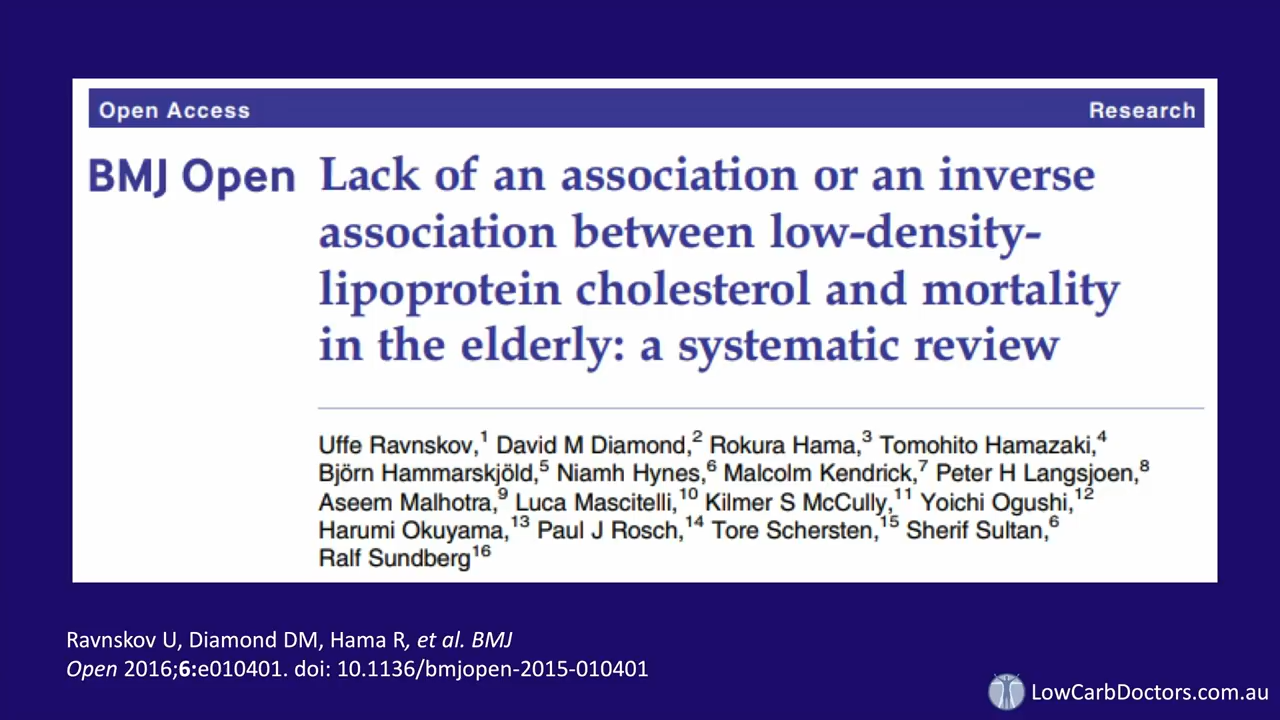 Open Access Research
BMJ Open Lack of an association or an inverse
association between low-density-
lipoprotein cholesterol and mortality
in the elderly: a systematic review
Uffe Ravnskov,1 David M Diamond,2 Rokura Hama,3 Tomohito Hamazaki,4
Björn Hammarskjöld,5 Niamh Hynes,6 Malcolm Kendrick,7 Peter H Langsjoen,8
Aseem Malhotra,9 Luca Mascitelli,10 Kilmer S McCully,11 Yoichi Ogushi,12
Harumi Okuyama,13 Paul J Rosch,14 Tore Schersten,15 Sherif Sultan,6
Ralf Sundberg16
Ravnskov U, Diamond DM, Hama R, et al. BMJ
Open 2016;6:e010401. doi: 10.1136/bmjopen-2015-010401
LowCarbDoctors.com.au